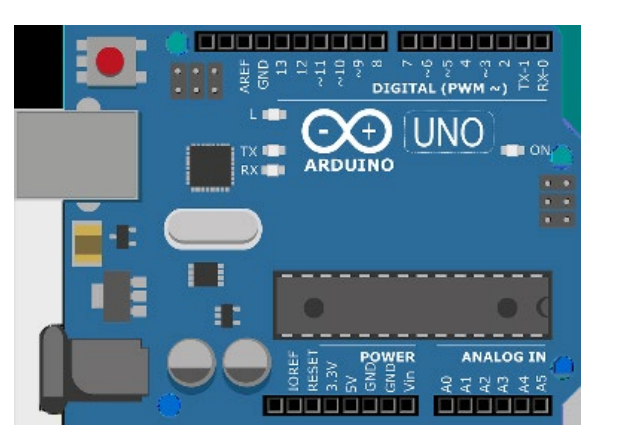 AREF
GND
13
12
~11
~10
~9
8
7
~6
~5
4
~3
2
TX-1
RX-0
DIGITAL (PWM ~)
L
TX
RX
ARDUINO
UNO
ON
POWER
ANALOG IN
IOREF
RESET
3.3V
5V
GND
GND
Vin
A0
A1
A2
A3
A4
A5